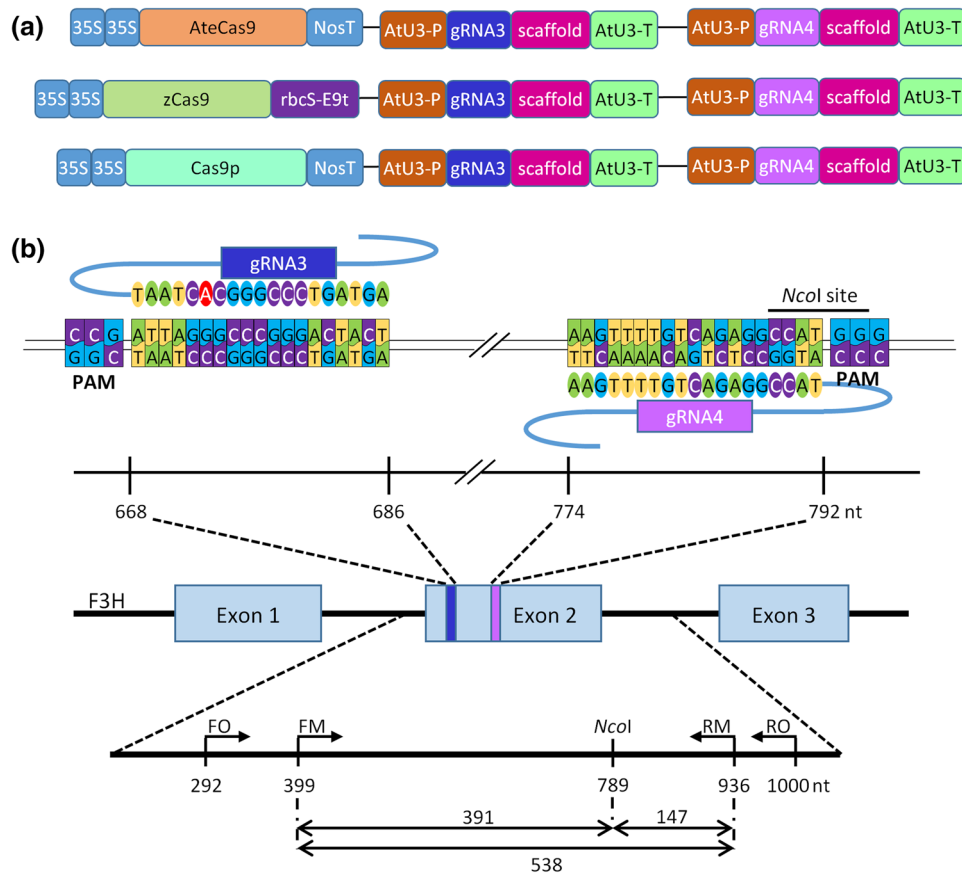 (a)
35S 35S AteCas9 NosT AtU3-P gRNA3 scaffold AtU3-T AtU3-P gRNA4 scaffold AtU3-T
35S 35S zCas9 rbcS-E9t AtU3-P gRNA3 scaffold AtU3-T AtU3-P gRNA4 scaffold AtU3-T
35S 35S Cas9p NosT AtU3-P gRNA3 scaffold AtU3-T AtU3-P gRNA4 scaffold AtU3-T
(b)
gRNA3
TAATCACGGGCCCTGATGA
NcoI site
CCG ATTAGGGCCCGGGACTACT AAGTTTTGTCAGAGGCCAT GGG
GGC TAATCCCGGGCCCTGATGA TTCAAAACAGTCTCCGGTA CCC
PAM AAGTTTTGTCAGAGGCCAT PAM
gRNA4
668 686 774 792 nt
F3H Exon 1 Exon 2 Exon 3
FO FM NcoI RM RO
292 399 789 936 1000 nt
391 147
538